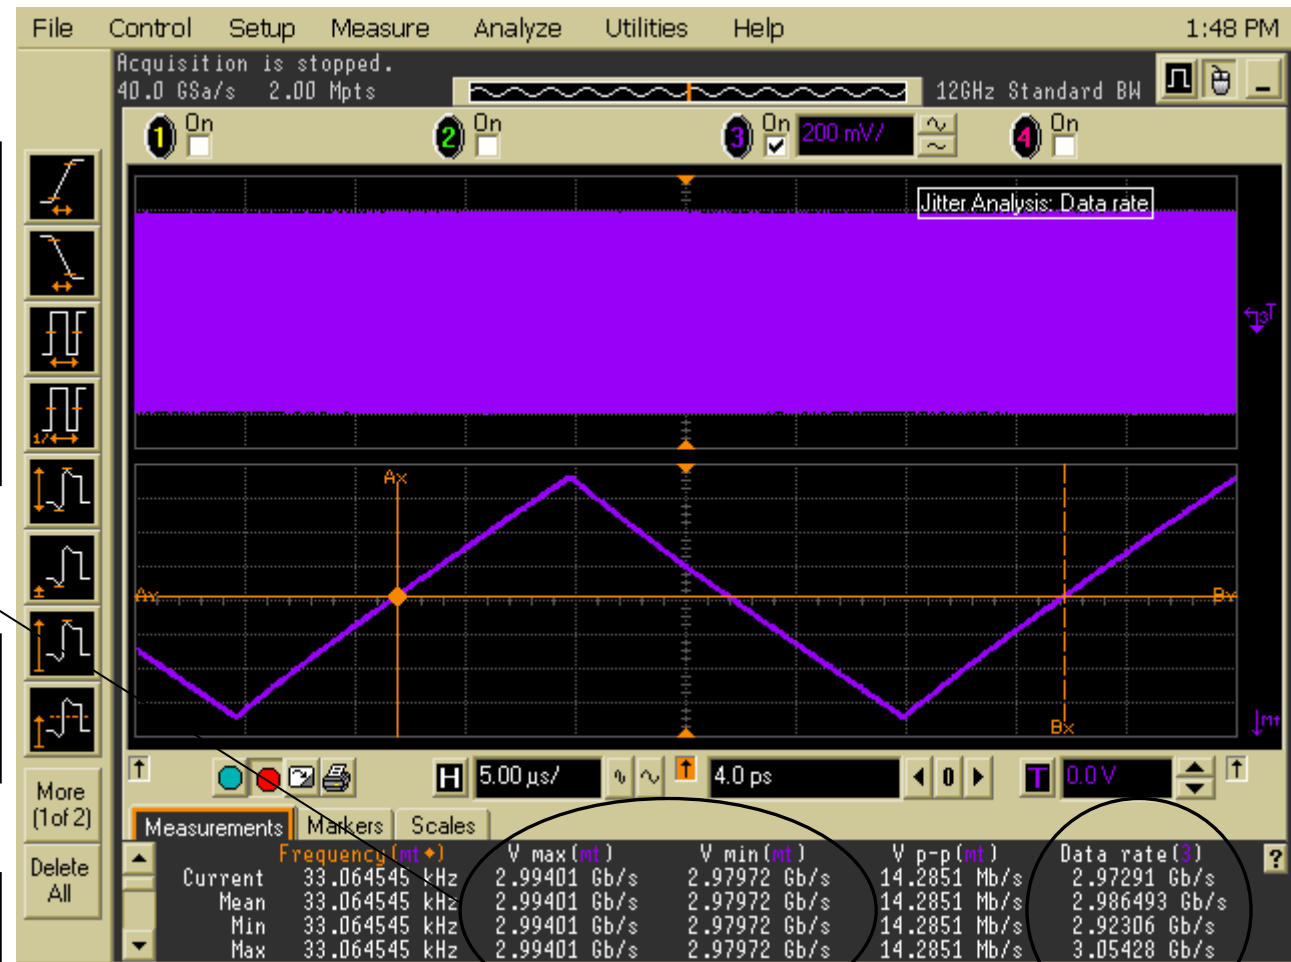 File Control Setup Measure Analyze Utilities Help 1:48 PM
Acquisition is stopped.
40.0 GSa/s 2.00 Mpts 12GHz Standard BW
1 On 2 On 3 On 200 mV/ 4 On
Jitter Analysis: Data rate
3T
1/
Ax
Ay By
Bx
mt
H 5.00 µs/ 4.0 ps 0 T 0.0 V
More
(1of 2)
Delete
All
Measurements Markers Scales
Frequency(mt◆) V max(mt) V min(mt) V p-p(mt) Data rate(3) ?
Current 33.064545 kHz 2.99401 Gb/s 2.97972 Gb/s 14.2851 Mb/s 2.97291 Gb/s
Mean 33.064545 kHz 2.99401 Gb/s 2.97972 Gb/s 14.2851 Mb/s 2.986493 Gb/s
Min 33.064545 kHz 2.99401 Gb/s 2.97972 Gb/s 14.2851 Mb/s 2.92306 Gb/s
Max 33.064545 kHz 2.99401 Gb/s 2.97972 Gb/s 14.2851 Mb/s 3.05428 Gb/s